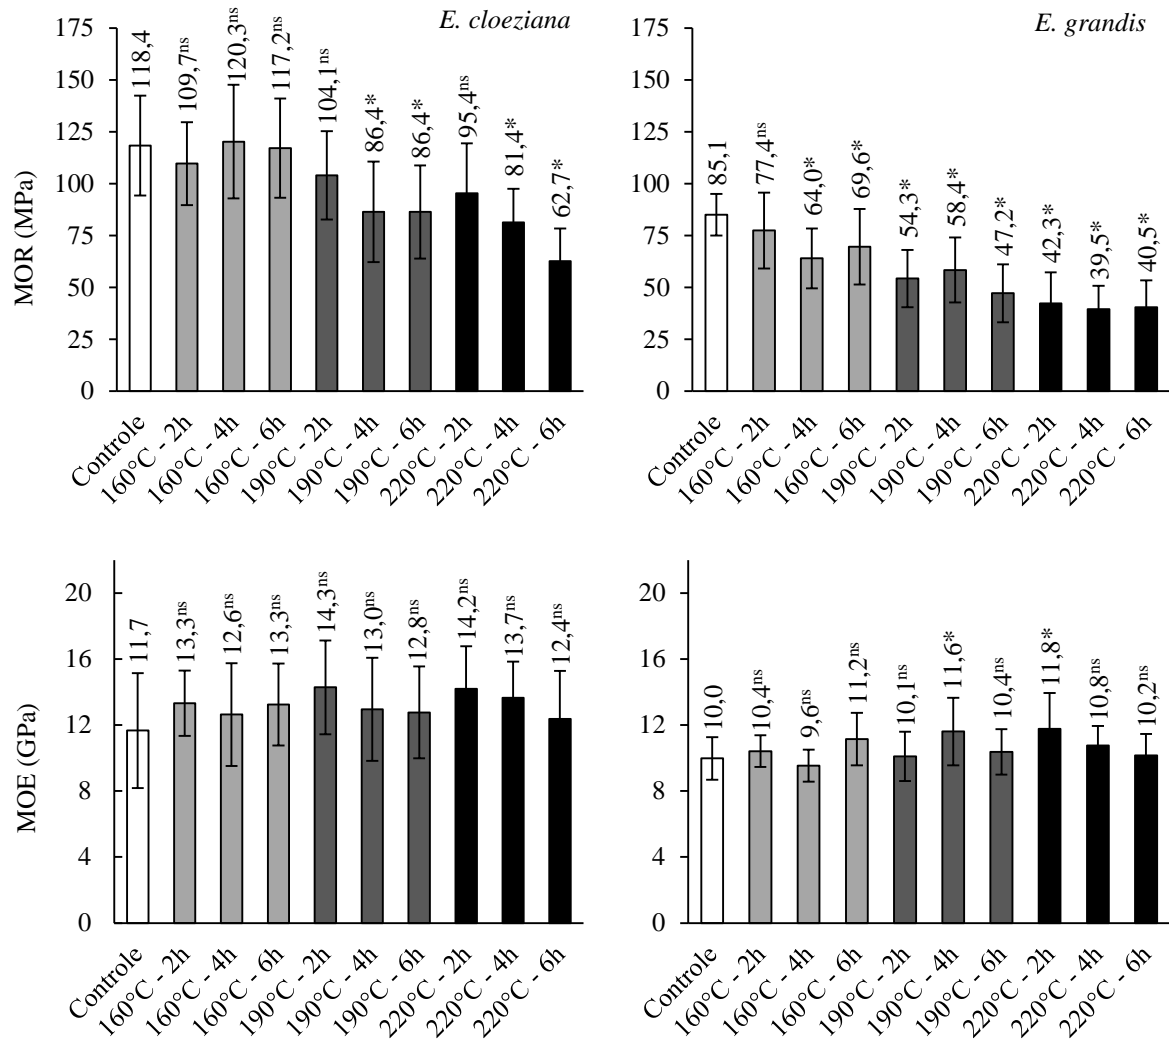 E. cloeziana
MOR (MPa)
175
150
125
100
75
50
25
0
118,4
109,7ns
120,3ns
117,2ns
104,1ns
86,4*
86,4*
95,4ns
81,4*
62,7*
Controle
160°C - 2h
160°C - 4h
160°C - 6h
190°C - 2h
190°C - 4h
190°C - 6h
220°C - 2h
220°C - 4h
220°C - 6h
E. grandis
175
150
125
100
75
50
25
0
85,1
77,4ns
64,0*
69,6*
54,3*
58,4*
47,2*
42,3*
39,5*
40,5*
Controle
160°C - 2h
160°C - 4h
160°C - 6h
190°C - 2h
190°C - 4h
190°C - 6h
220°C - 2h
220°C - 4h
220°C - 6h
MOE (GPa)
20
16
12
8
4
0
11,7
13,3ns
12,6ns
13,3ns
14,3ns
13,0ns
12,8ns
14,2ns
13,7ns
12,4ns
Controle
160°C - 2h
160°C - 4h
160°C - 6h
190°C - 2h
190°C - 4h
190°C - 6h
220°C - 2h
220°C - 4h
220°C - 6h
20
16
12
8
4
0
10,0
10,4ns
9,6ns
11,2ns
10,1ns
11,6*
10,4ns
11,8*
10,8ns
10,2ns
Controle
160°C - 2h
160°C - 4h
160°C - 6h
190°C - 2h
190°C - 4h
190°C - 6h
220°C - 2h
220°C - 4h
220°C - 6h